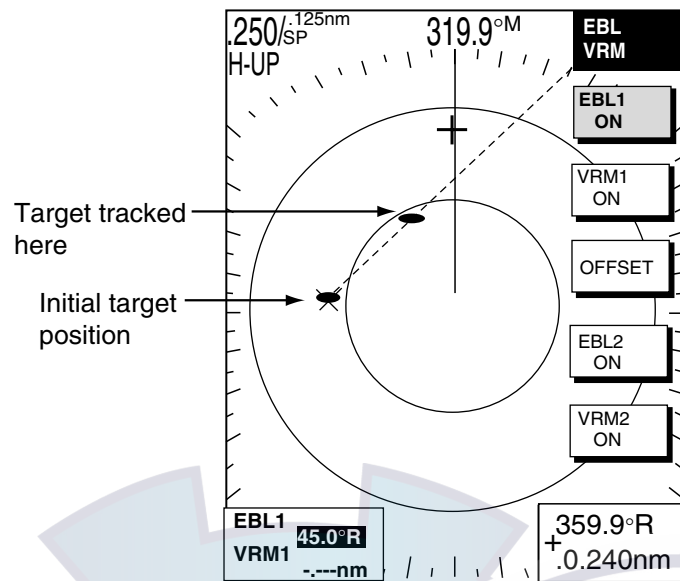 .250/SP .125nm
319.9°M
H-UP
EBL
VRM
EBL1
ON
VRM1
ON
OFFSET
EBL2
ON
VRM2
ON
Target tracked
here
Initial target
position
EBL1 45.0°R
VRM1 -.---nm
+ 359.9°R
.0.240nm